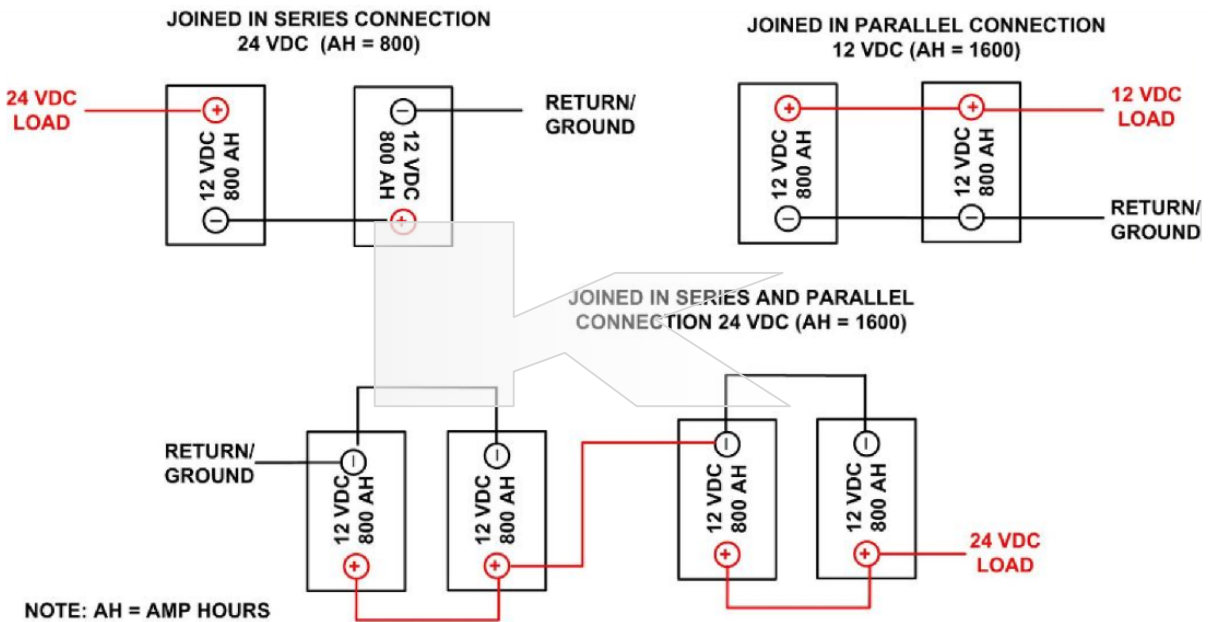 JOINED IN SERIES CONNECTION
24 VDC (AH = 800)
24 VDC
LOAD
+
12 VDC
800 AH
−
−
12 VDC
800 AH
+
RETURN/
GROUND
JOINED IN PARALLEL CONNECTION
12 VDC (AH = 1600)
+
12 VDC
800 AH
−
+
12 VDC
800 AH
−
12 VDC
LOAD
RETURN/
GROUND
JOINED IN SERIES AND PARALLEL
CONNECTION 24 VDC (AH = 1600)
RETURN/
GROUND
−
12 VDC
800 AH
+
−
12 VDC
800 AH
+
−
12 VDC
800 AH
+
−
12 VDC
800 AH
+
24 VDC
LOAD
NOTE: AH = AMP HOURS